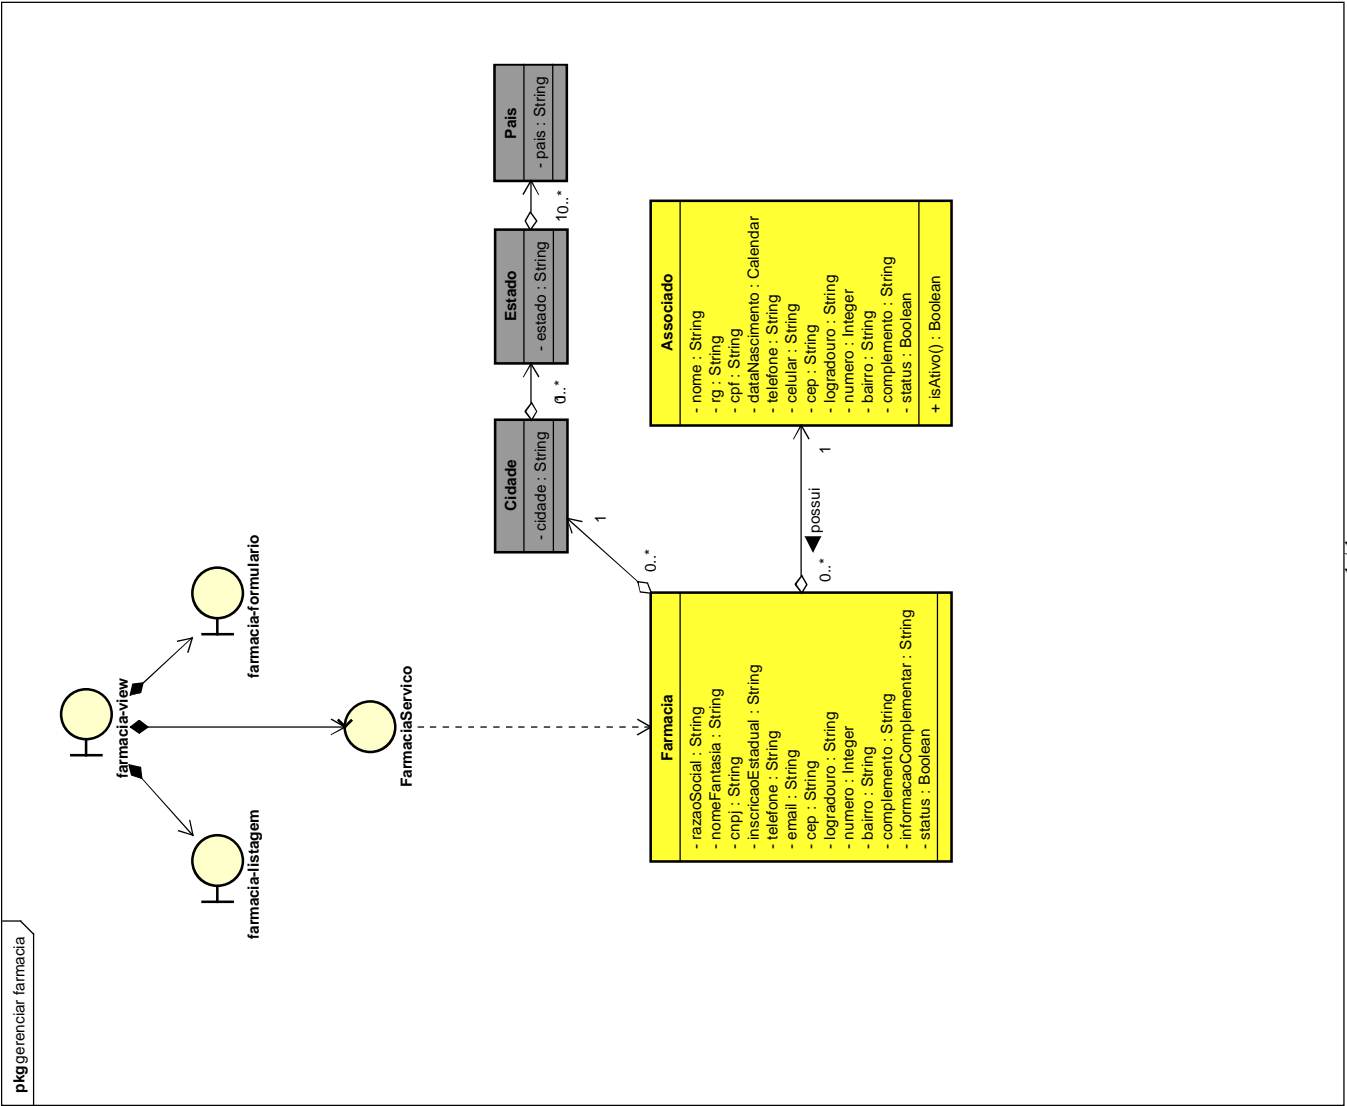 pkg gerenciar farmacia
farmacia-view
farmacia-listagem
farmacia-formulario
FarmaciaServico
Cidade
- cidade : String
0..*
1
Estado
- estado : String
10..*
Pais
- pais : String
0..*
1
Farmacia
- razaoSocial : String
- nomeFantasia : String
- cnpj : String
- inscricaoEstadual : String
- telefone : String
- email : String
- cep : String
- logradouro : String
- numero : Integer
- bairro : String
- complemento : String
- informacaoComplementar : String
- status : Boolean
0..*
possui
1
Associado
- nome : String
- rg : String
- cpf : String
- dataNascimento : Calendar
- telefone : String
- celular : String
- cep : String
- logradouro : String
- numero : Integer
- bairro : String
- complemento : String
- status : Boolean
+ isAtivo() : Boolean